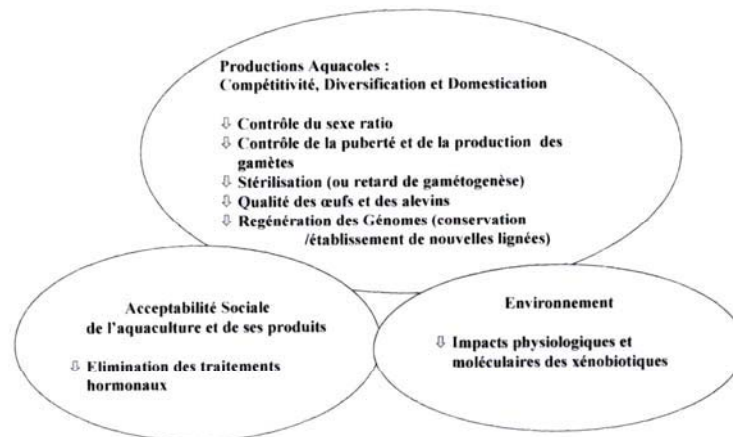 Productions Aquacoles :
Compétitivité, Diversification et Domestication
⇩ Contrôle du sexe ratio
⇩ Contrôle de la puberté et de la production des
gamètes
⇩ Stérilisation (ou retard de gamétogenèse)
⇩ Qualité des œufs et des alevins
⇩ Regénération des Génomes (conservation
/établissement de nouvelles lignées)
Acceptabilité Sociale
de l'aquaculture et de ses produits
⇩ Elimination des traitements
hormonaux
Environnement
⇩ Impacts physiologiques et
moléculaires des xénobiotiques